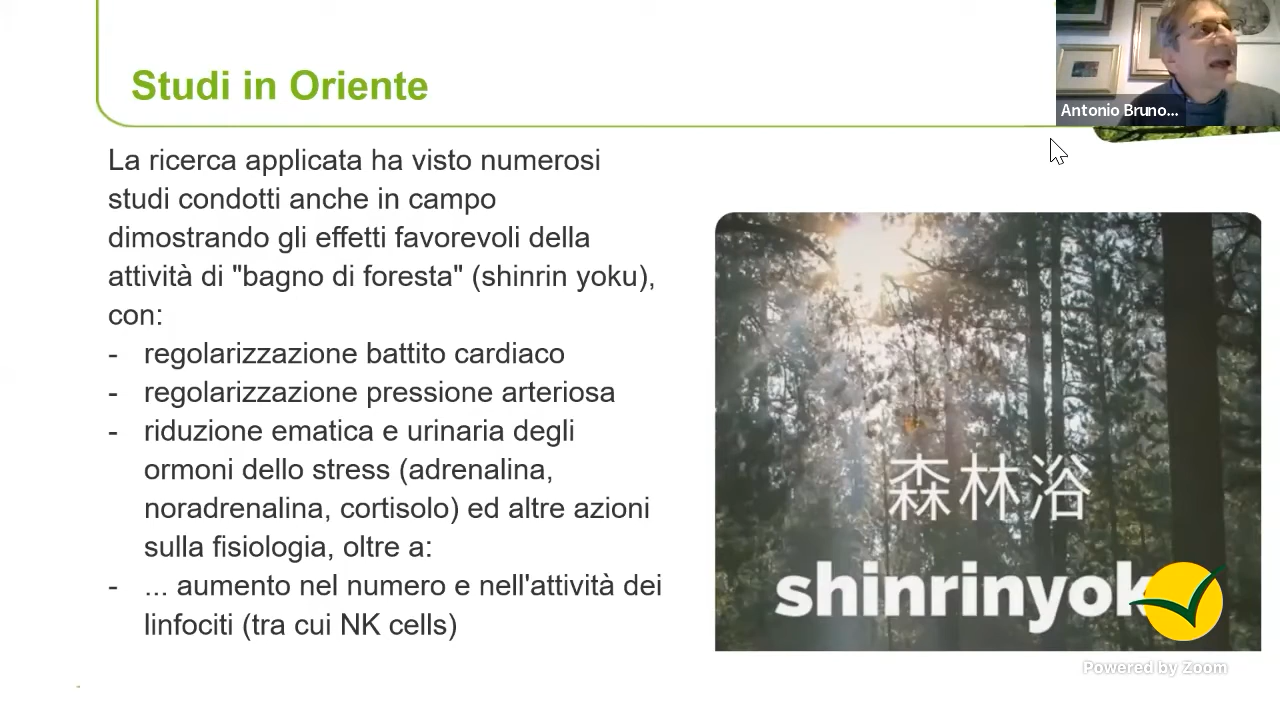 Studi in Oriente
Antonio Bruno...
La ricerca applicata ha visto numerosi
studi condotti anche in campo
dimostrando gli effetti favorevoli della
attività di "bagno di foresta" (shinrin yoku),
con:
- regolarizzazione battito cardiaco
- regolarizzazione pressione arteriosa
- riduzione ematica e urinaria degli
ormoni dello stress (adrenalina,
noradrenalina, cortisolo) ed altre azioni
sulla fisiologia, oltre a:
- ... aumento nel numero e nell'attività dei
linfociti (tra cui NK cells)
森林浴
shinrinyok
Powered by Zoom